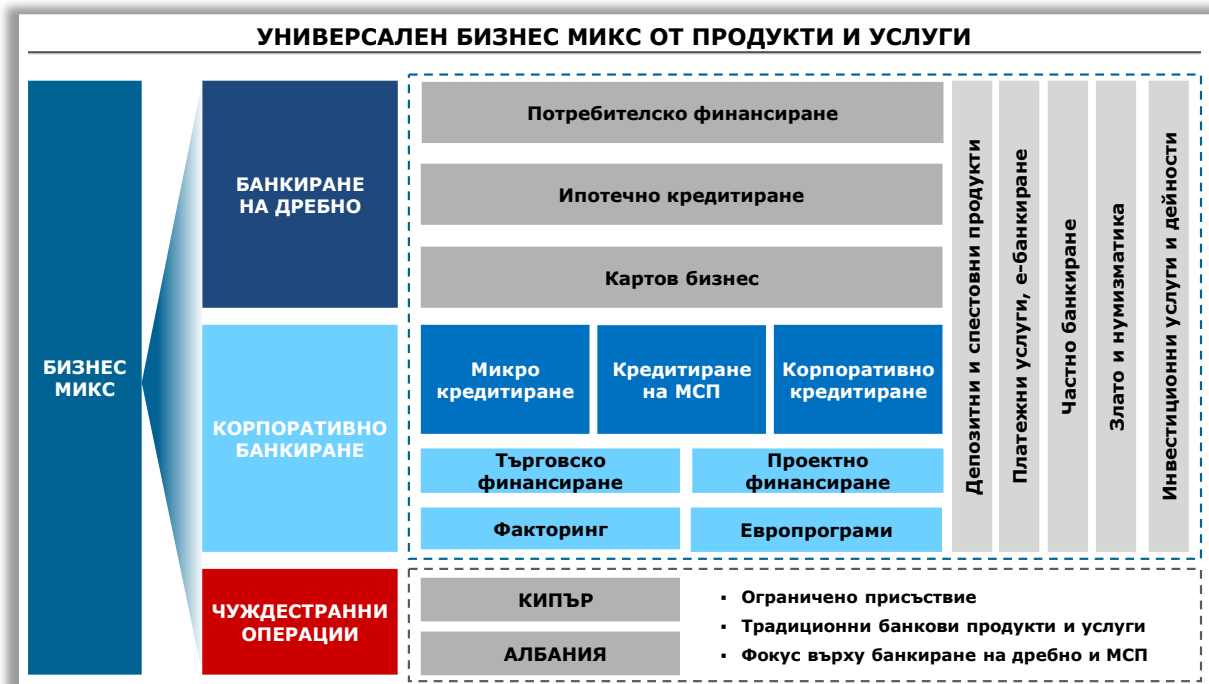 УНИВЕРСАЛЕН БИЗНЕС МИКС ОТ ПРОДУКТИ И УСЛУГИ
БИЗНЕС
МИКС
БАНКИРАНЕ
НА ДРЕБНО
Потребителско финансиране
Ипотечно кредитиране
Картов бизнес
КОРПОРАТИВНО
БАНКИРАНЕ
Микро
кредитиране
Кредитиране
на МСП
Корпоративно
кредитиране
Търговско
финансиране
Проектно
финансиране
Факторинг
Европрограми
Депозитни и спестовни продукти
Платежни услуги, е-банкиране
Частно банкиране
Злато и нумизматика
Инвестиционни услуги и дейности
ЧУЖДЕСТРАННИ
ОПЕРАЦИИ
КИПЪР
АЛБАНИЯ
▪ Ограничено присъствие
▪ Традиционни банкови продукти и услуги
▪ Фокус върху банкиране на дребно и МСП